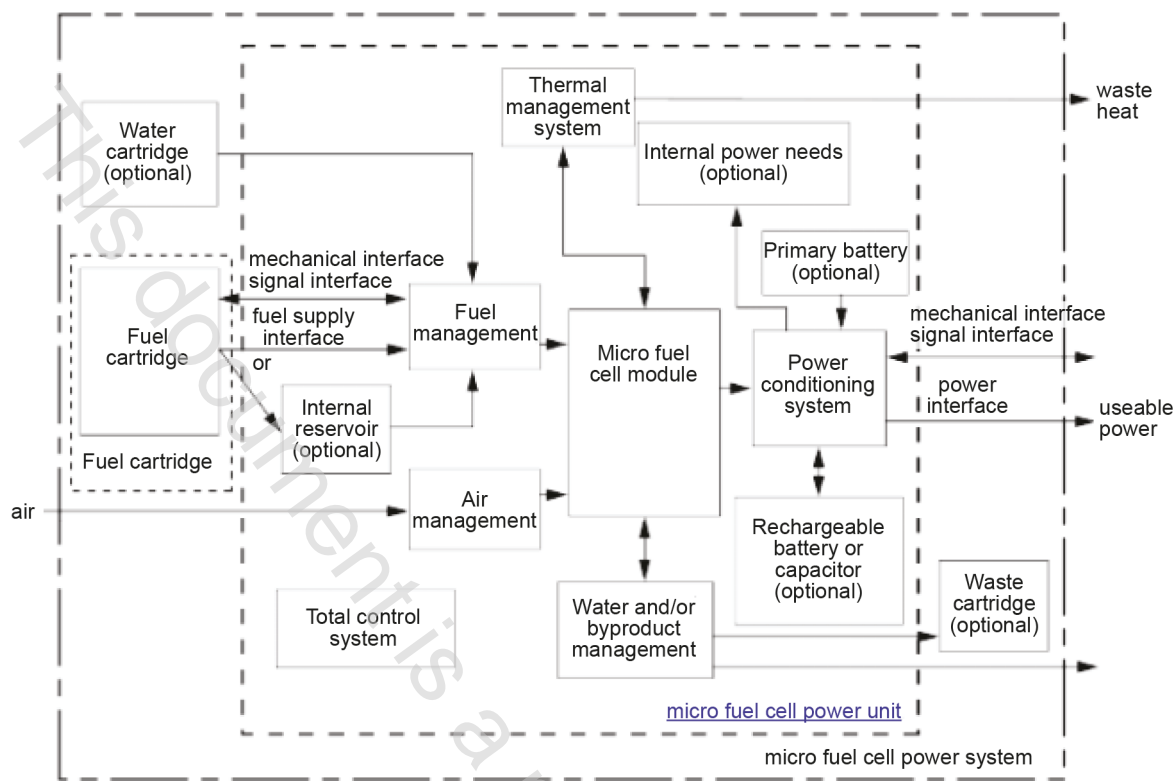 Thermal
management
system
waste
heat
Water
cartridge
(optional)
Internal power needs
(optional)
Primary battery
(optional)
mechanical interface
signal interface
fuel supply
interface
or
Fuel
cartridge
Fuel cartridge
Fuel
management
Internal
reservoir
(optional)
Micro fuel
cell module
Power
conditioning
system
mechanical interface
signal interface
power
interface
useable
power
air
Air
management
Rechargeable
battery or
capacitor
(optional)
Waste
cartridge
(optional)
Total control
system
Water and/or
byproduct
management
micro fuel cell power unit
micro fuel cell power system
This document is a